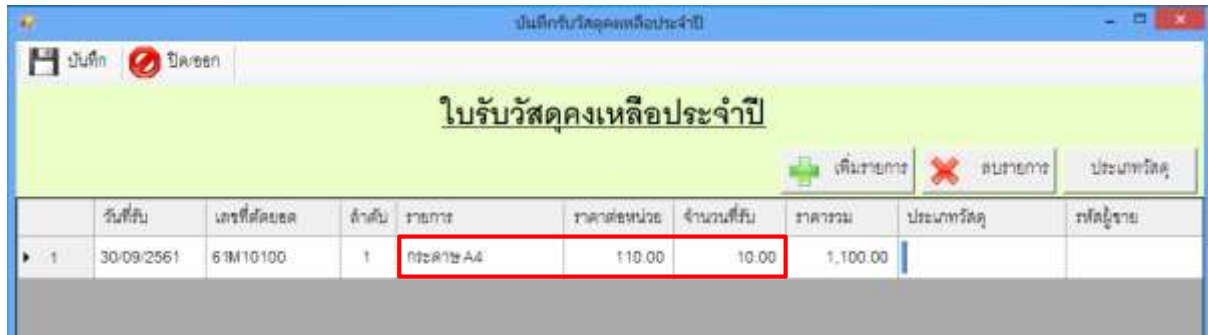 บันทึกรับวัสดุคงเหลือประจำปี
บันทึก ปิด/ออก
ใบรับวัสดุคงเหลือประจำปี
เพิ่มรายการ ลบรายการ ประเภทวัสดุ
วันที่รับ เลขที่ตัดยอด ลำดับ รายการ ราคาต่อหน่วย จำนวนที่รับ ราคารวม ประเภทวัสดุ รหัสผู้ขาย
1 30/09/2561 61M10100 1 กระดาษ A4 110.00 10.00 1,100.00